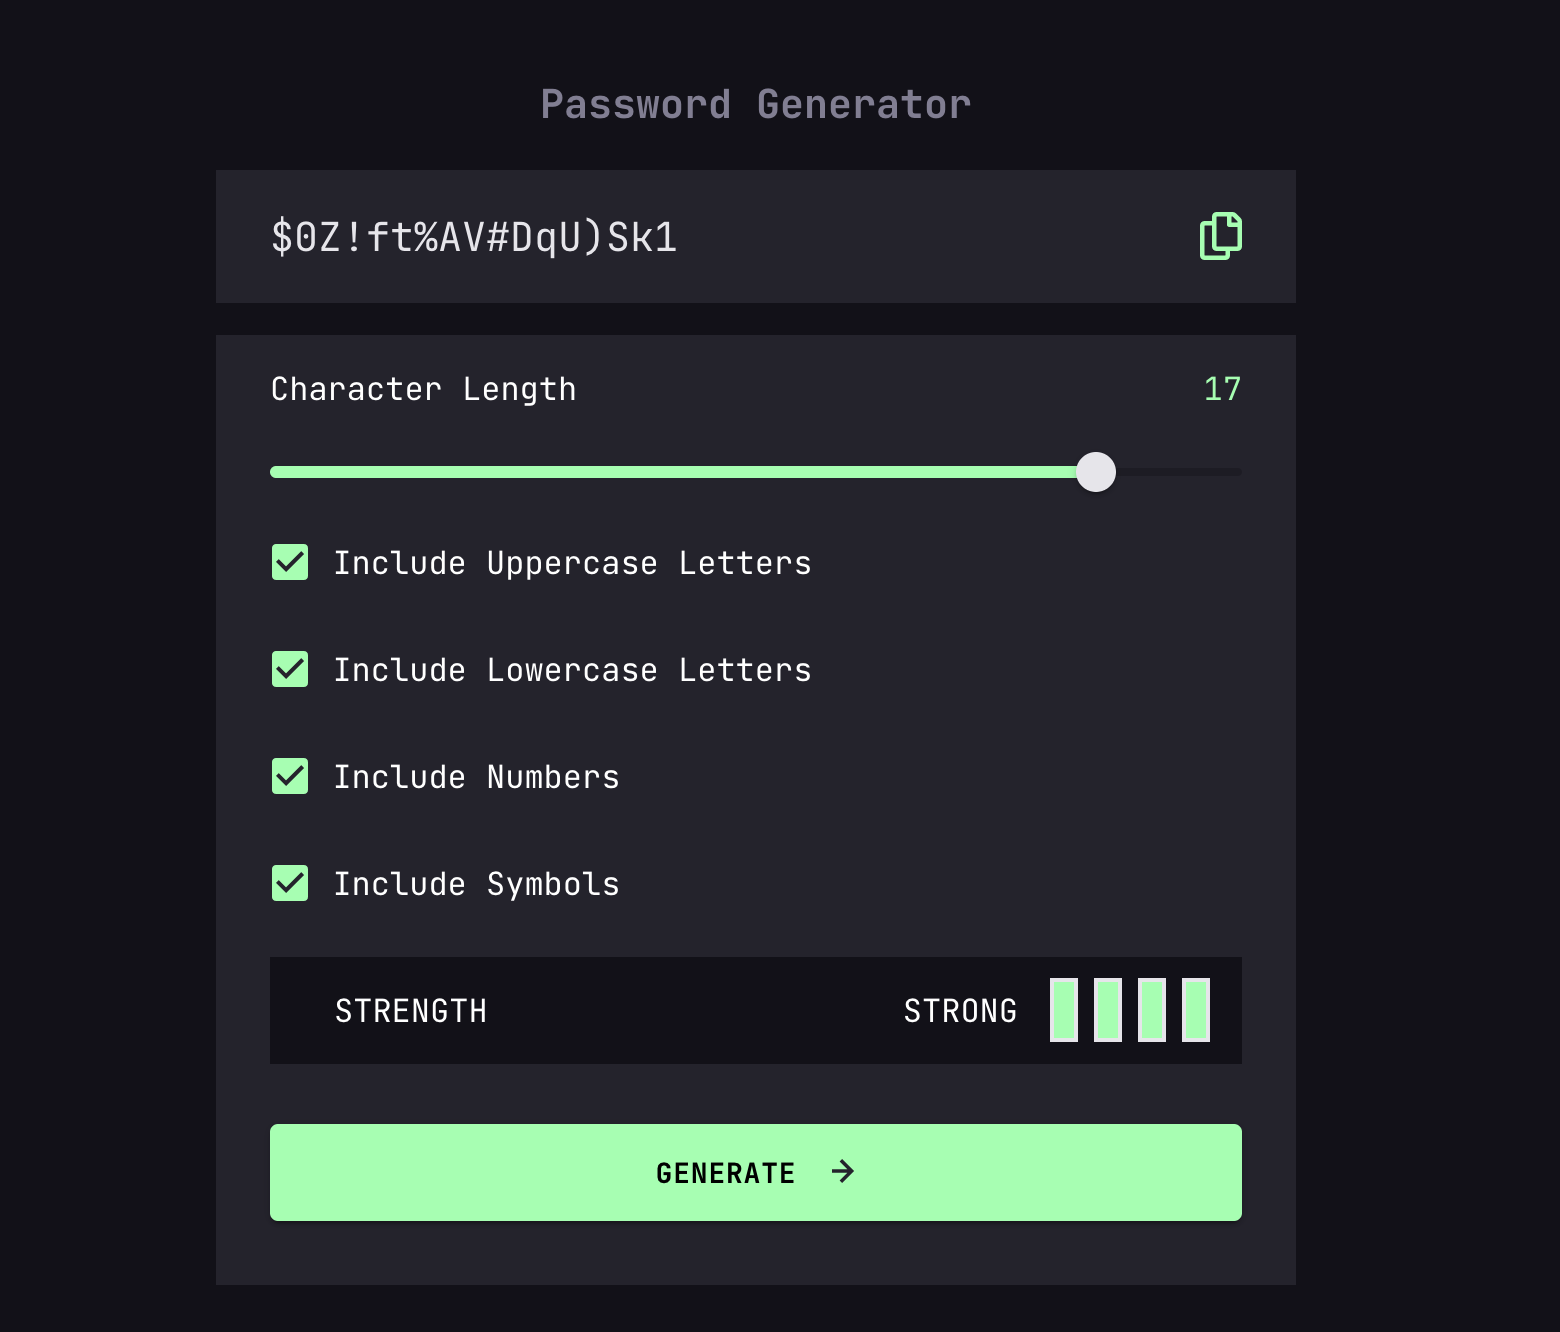 Password Generator
$0Z!ft%AV#DqU)Sk1
Character Length 17
Include Uppercase Letters
Include Lowercase Letters
Include Numbers
Include Symbols
STRENGTH STRONG
GENERATE →